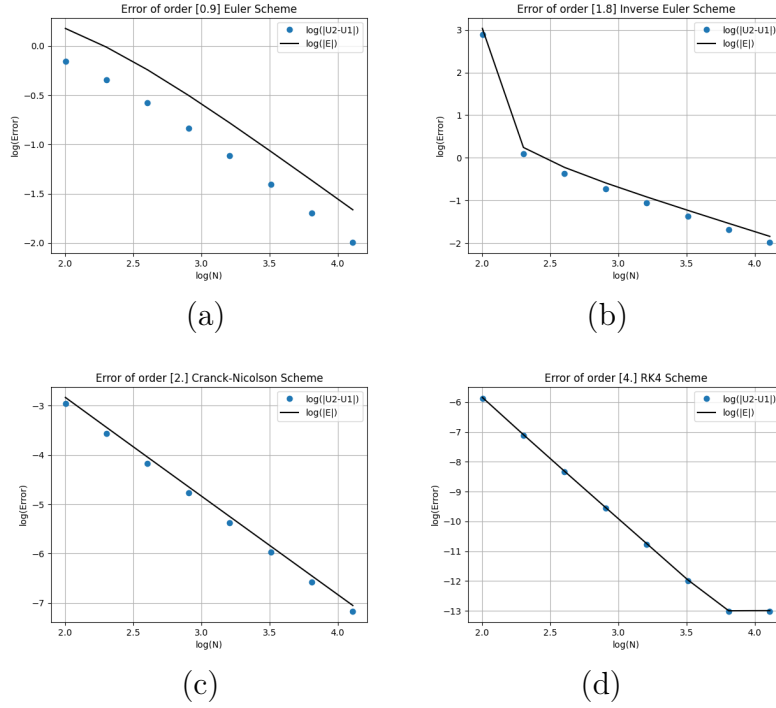 Error of order [0.9] Euler Scheme
log(|U2-U1|)
log(|E|)
0.0
-0.5
-1.0
-1.5
-2.0
log(Error)
2.0 2.5 3.0 3.5 4.0
log(N)
(a)
Error of order [1.8] Inverse Euler Scheme
log(|U2-U1|)
log(|E|)
3
2
1
0
-1
-2
log(Error)
2.0 2.5 3.0 3.5 4.0
log(N)
(b)
Error of order [2.] Cranck-Nicolson Scheme
log(|U2-U1|)
log(|E|)
-3
-4
-5
-6
-7
log(Error)
2.0 2.5 3.0 3.5 4.0
log(N)
(c)
Error of order [4.] RK4 Scheme
log(|U2-U1|)
log(|E|)
-6
-7
-8
-9
-10
-11
-12
-13
log(Error)
2.0 2.5 3.0 3.5 4.0
log(N)
(d)